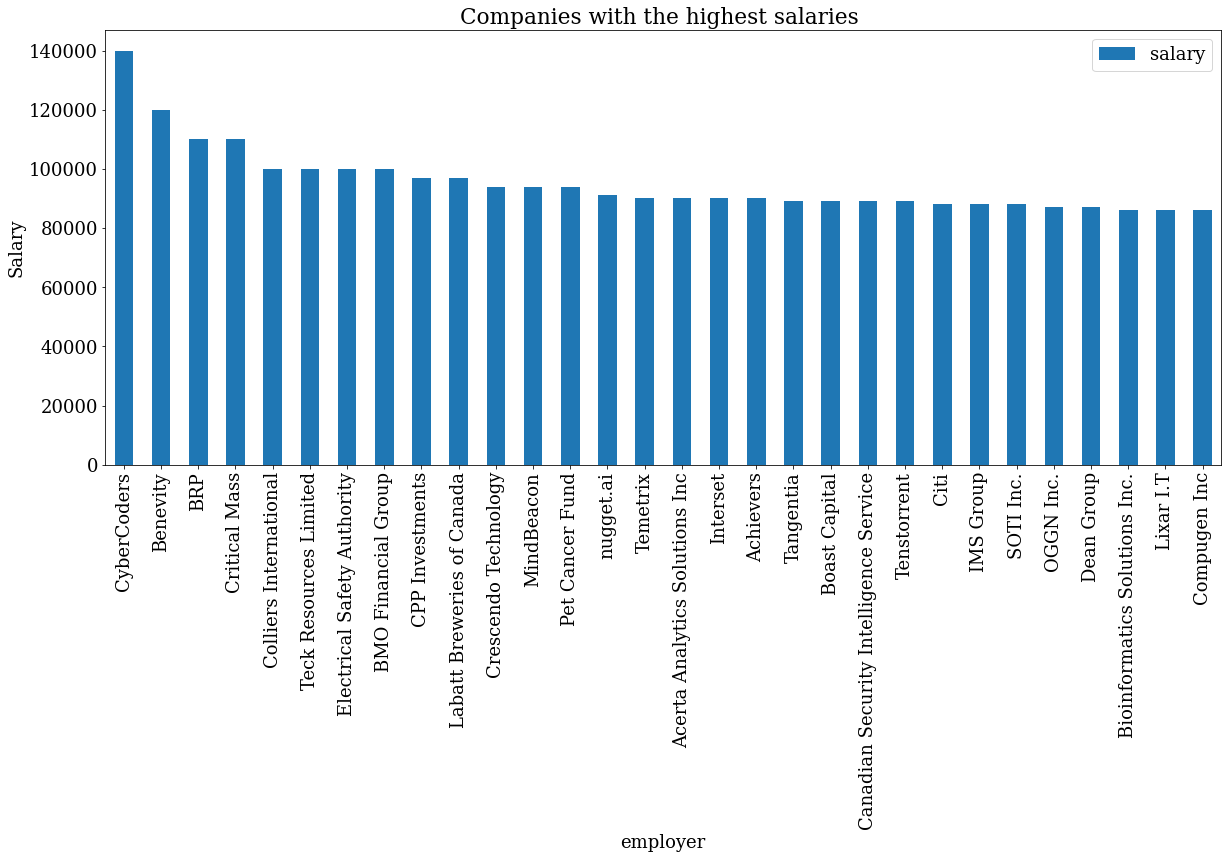 Companies with the highest salaries
salary
Salary
140000
120000
100000
80000
60000
40000
20000
0
CyberCoders
Benevity
BRP
Critical Mass
Colliers International
Teck Resources Limited
Electrical Safety Authority
BMO Financial Group
CPP Investments
Labatt Breweries of Canada
Crescendo Technology
MindBeacon
Pet Cancer Fund
nugget.ai
Temetrix
Acerta Analytics Solutions Inc
Interset
Achievers
Tangentia
Boast Capital
Canadian Security Intelligence Service
Tenstorrent
Citi
IMS Group
SOTI Inc.
OGGN Inc.
Dean Group
Bioinformatics Solutions Inc.
Lixar I.T
Compugen Inc
employer